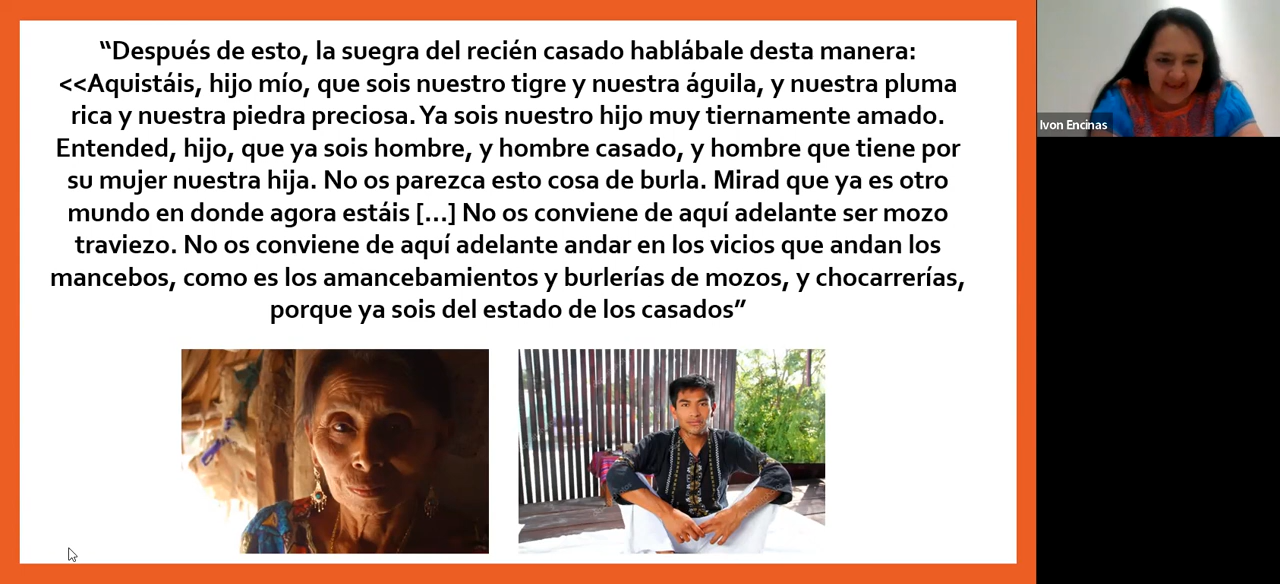 “Después de esto, la suegra del recién casado hablábale desta manera:
<<Aquistáis, hijo mío, que sois nuestro tigre y nuestra águila, y nuestra pluma
rica y nuestra piedra preciosa. Ya sois nuestro hijo muy tiernamente amado.
Entended, hijo, que ya sois hombre, y hombre casado, y hombre que tiene por
su mujer nuestra hija. No os parezca esto cosa de burla. Mirad que ya es otro
mundo en donde agora estáis [...] No os conviene de aquí adelante ser mozo
traviezo. No os conviene de aquí adelante andar en los vicios que andan los
mancebos, como es los amancebamientos y burlerías de mozos, y chocarrerías,
porque ya sois del estado de los casados”
Ivon Encinas